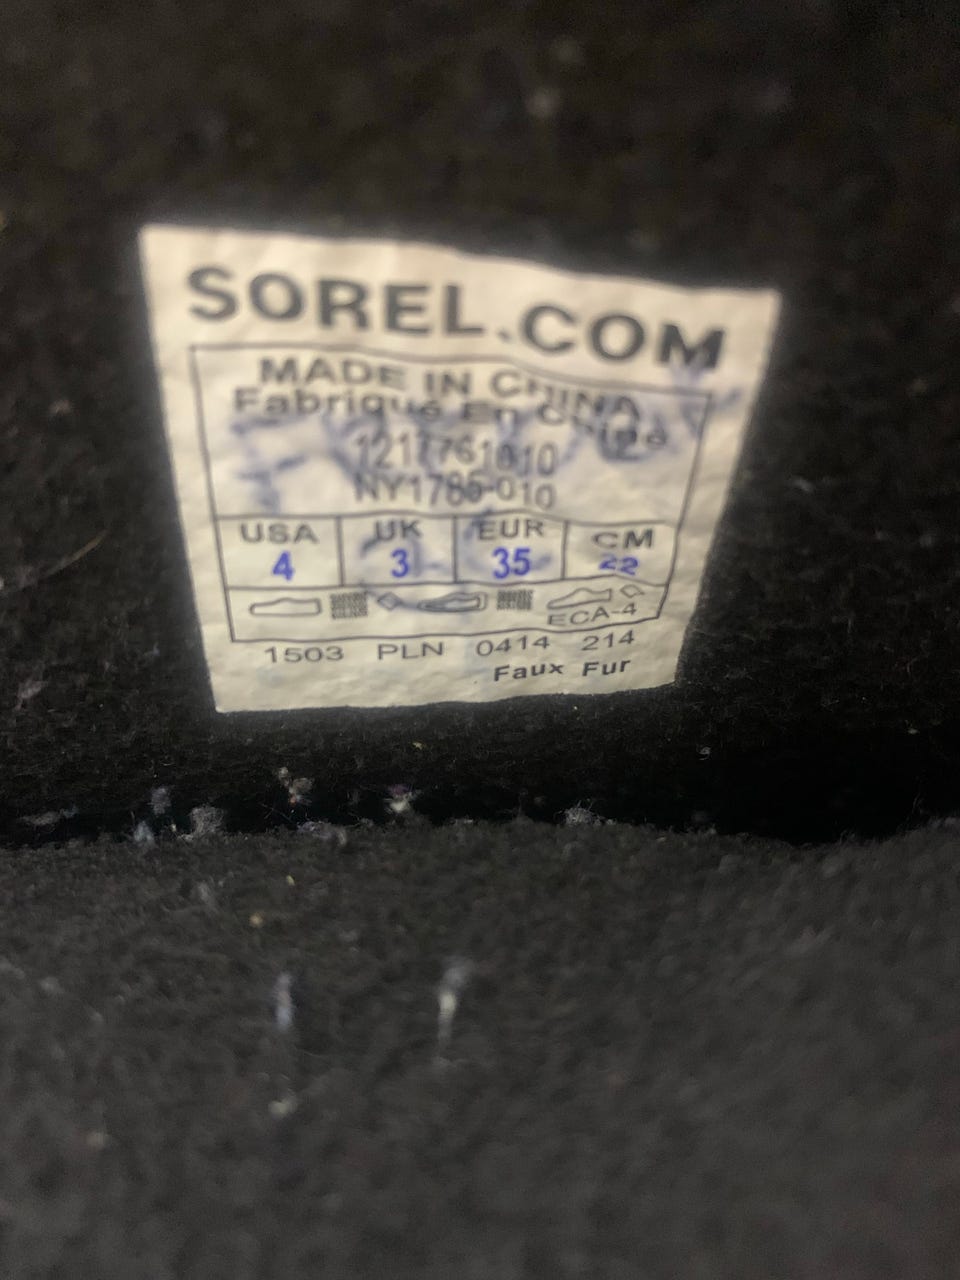 SOREL.COM
MADE IN CHINA
Fabriqué En Chine
1217761010
NY1785-010
USA UK EUR CM
4 3 35 22
ECA-4
1503 PLN 0414 214
Faux Fur